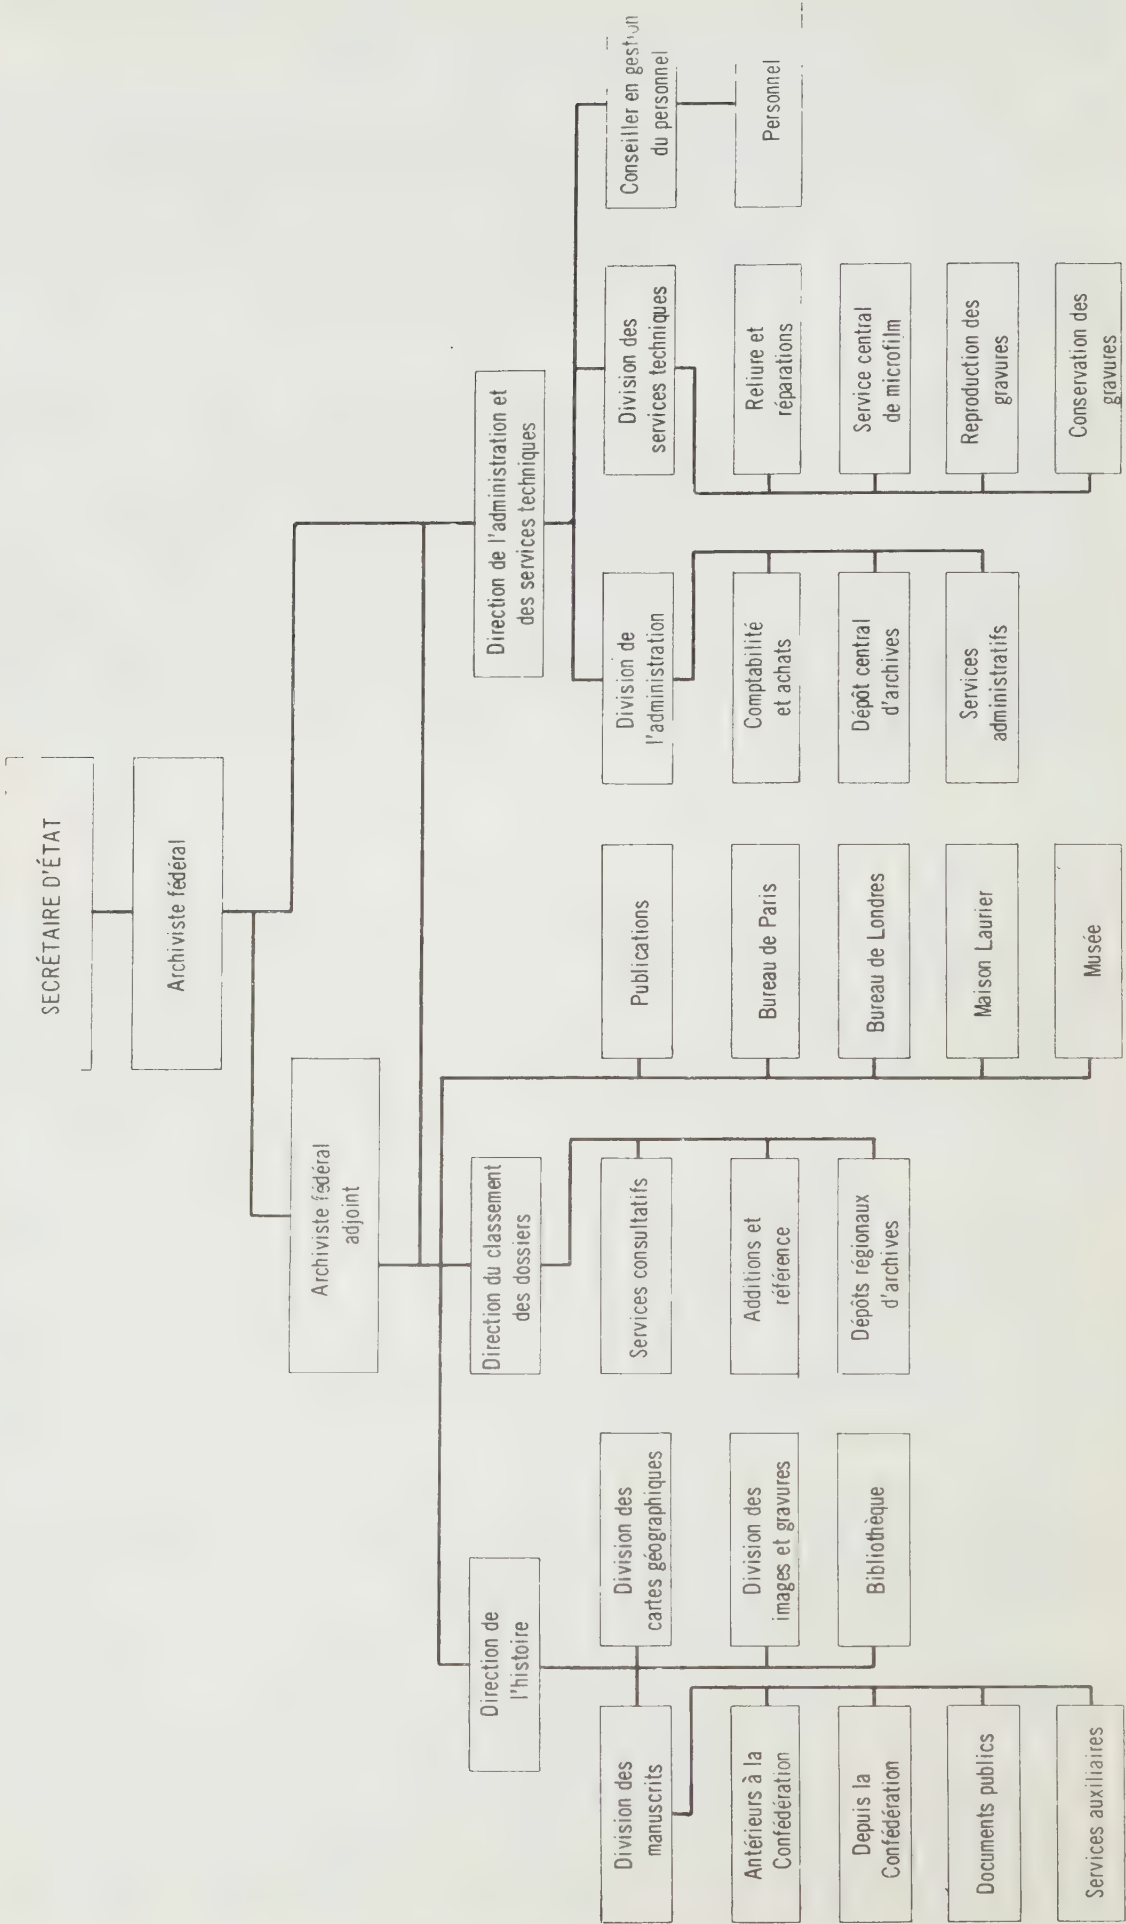 SECRÉTAIRE D'ÉTAT
Archiviste fédéral
Archiviste fédéral
adjoint
Direction de
l'histoire
Direction du classement
des dossiers
Direction de l'administration et
des services techniques
Division des
manuscrits
Antérieurs à la
Confédération
Depuis la
Confédération
Documents publics
Services auxiliaires
Division des
cartes géographiques
Division des
images et gravures
Bibliothèque
Services consultatifs
Additions et
référence
Dépôts régionaux
d'archives
Publications
Bureau de Paris
Bureau de Londres
Maison Laurier
Musée
Division de
l'administration
Comptabilité
et achats
Dépôt central
d'archives
Services
administratifs
Division des
services techniques
Reliure et
réparations
Service central
de microfilm
Reproduction des
gravures
Conservation des
gravures
Conseiller en gestion
du personnel
Personnel